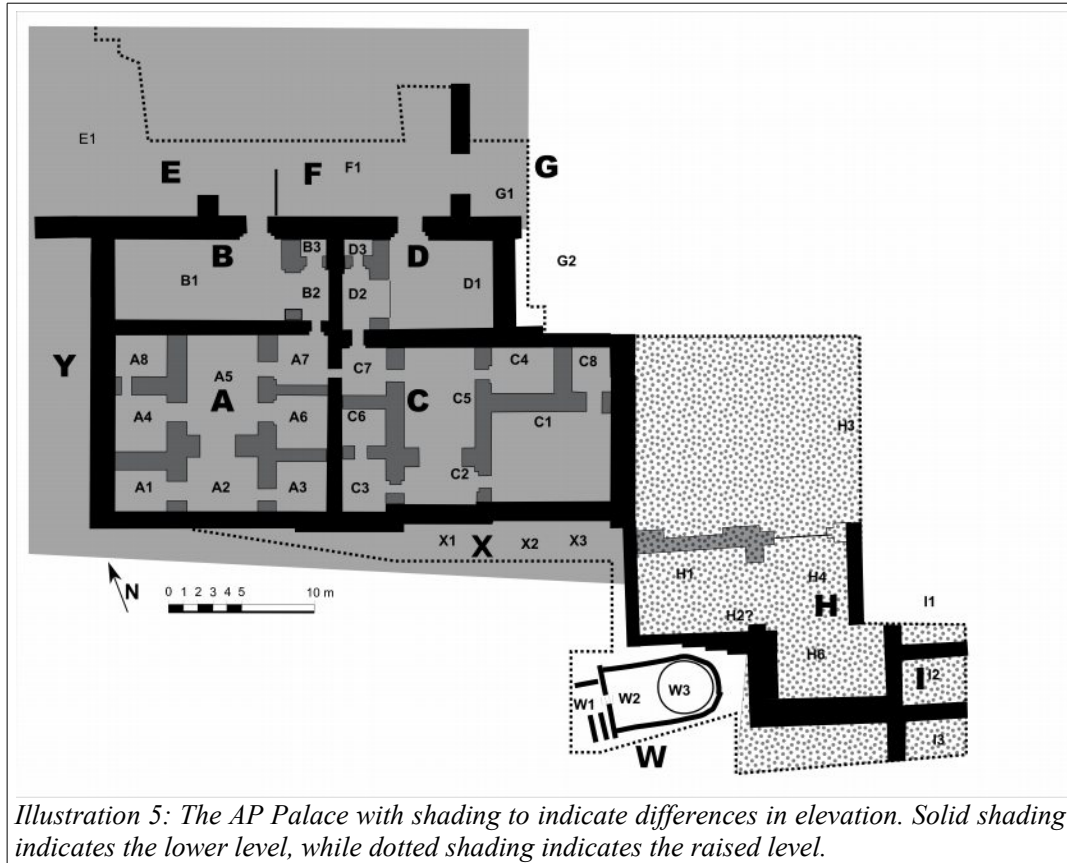 E1
E
F
F1
G
G1
B3
D3
B
D
G2
B1
B2
D2
D1
A8
A7
C7
C4
C8
Y
A5
A
C
C5
A4
A6
C6
C1
H3
C2
A1
A2
A3
C3
X1
X
X2
X3
N
0 1 2 3 4 5 10 m
H1
H4
H
H2?
I1
H6
I
I2
W1
W2
W3
I3
W
Illustration 5: The AP Palace with shading to indicate differences in elevation. Solid shading
indicates the lower level, while dotted shading indicates the raised level.